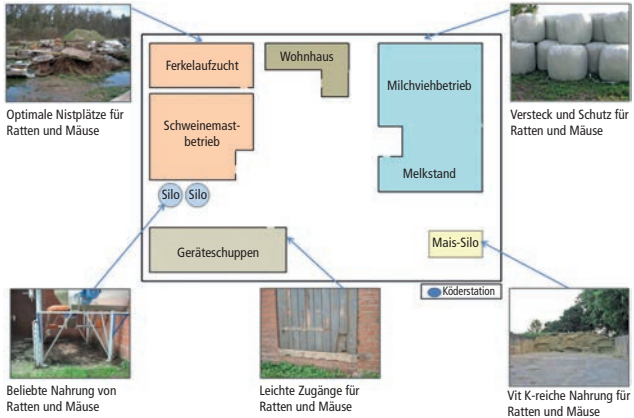 Ferkelaufzucht
Wohnhaus
Milchviehbetrieb
Optimale Nistplätze für
Ratten und Mäuse
Schweinemast-
betrieb
Versteck und Schutz für
Ratten und Mäuse
Melkstand
Silo
Silo
Geräteschuppen
Mais-Silo
Köderstation
Beliebte Nahrung von
Ratten und Mäuse
Leichte Zugänge für
Ratten und Mäuse
Vit K-reiche Nahrung für
Ratten und Mäuse